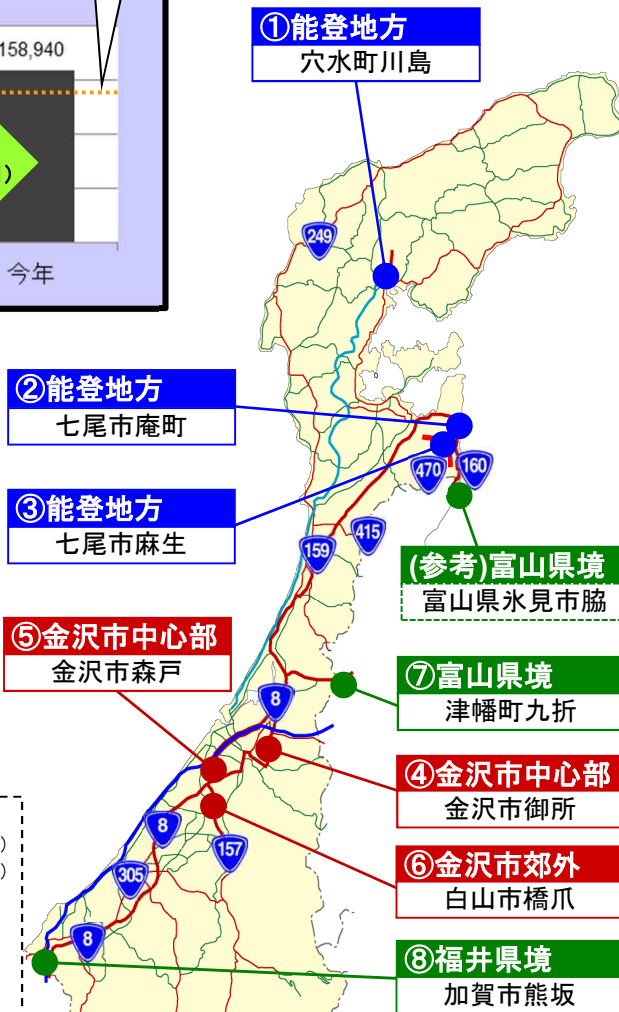 158,940
)
今年
①能登地方
穴水町川島
249
②能登地方
七尾市庵町
③能登地方
七尾市麻生
470
160
415
159
(参考)富山県境
富山県氷見市脇
⑤金沢市中心部
金沢市森戸
⑦富山県境
津幡町九折
8
④金沢市中心部
金沢市御所
⑥金沢市郊外
白山市橋爪
8
157
305
8
⑧福井県境
加賀市熊坂
)
)